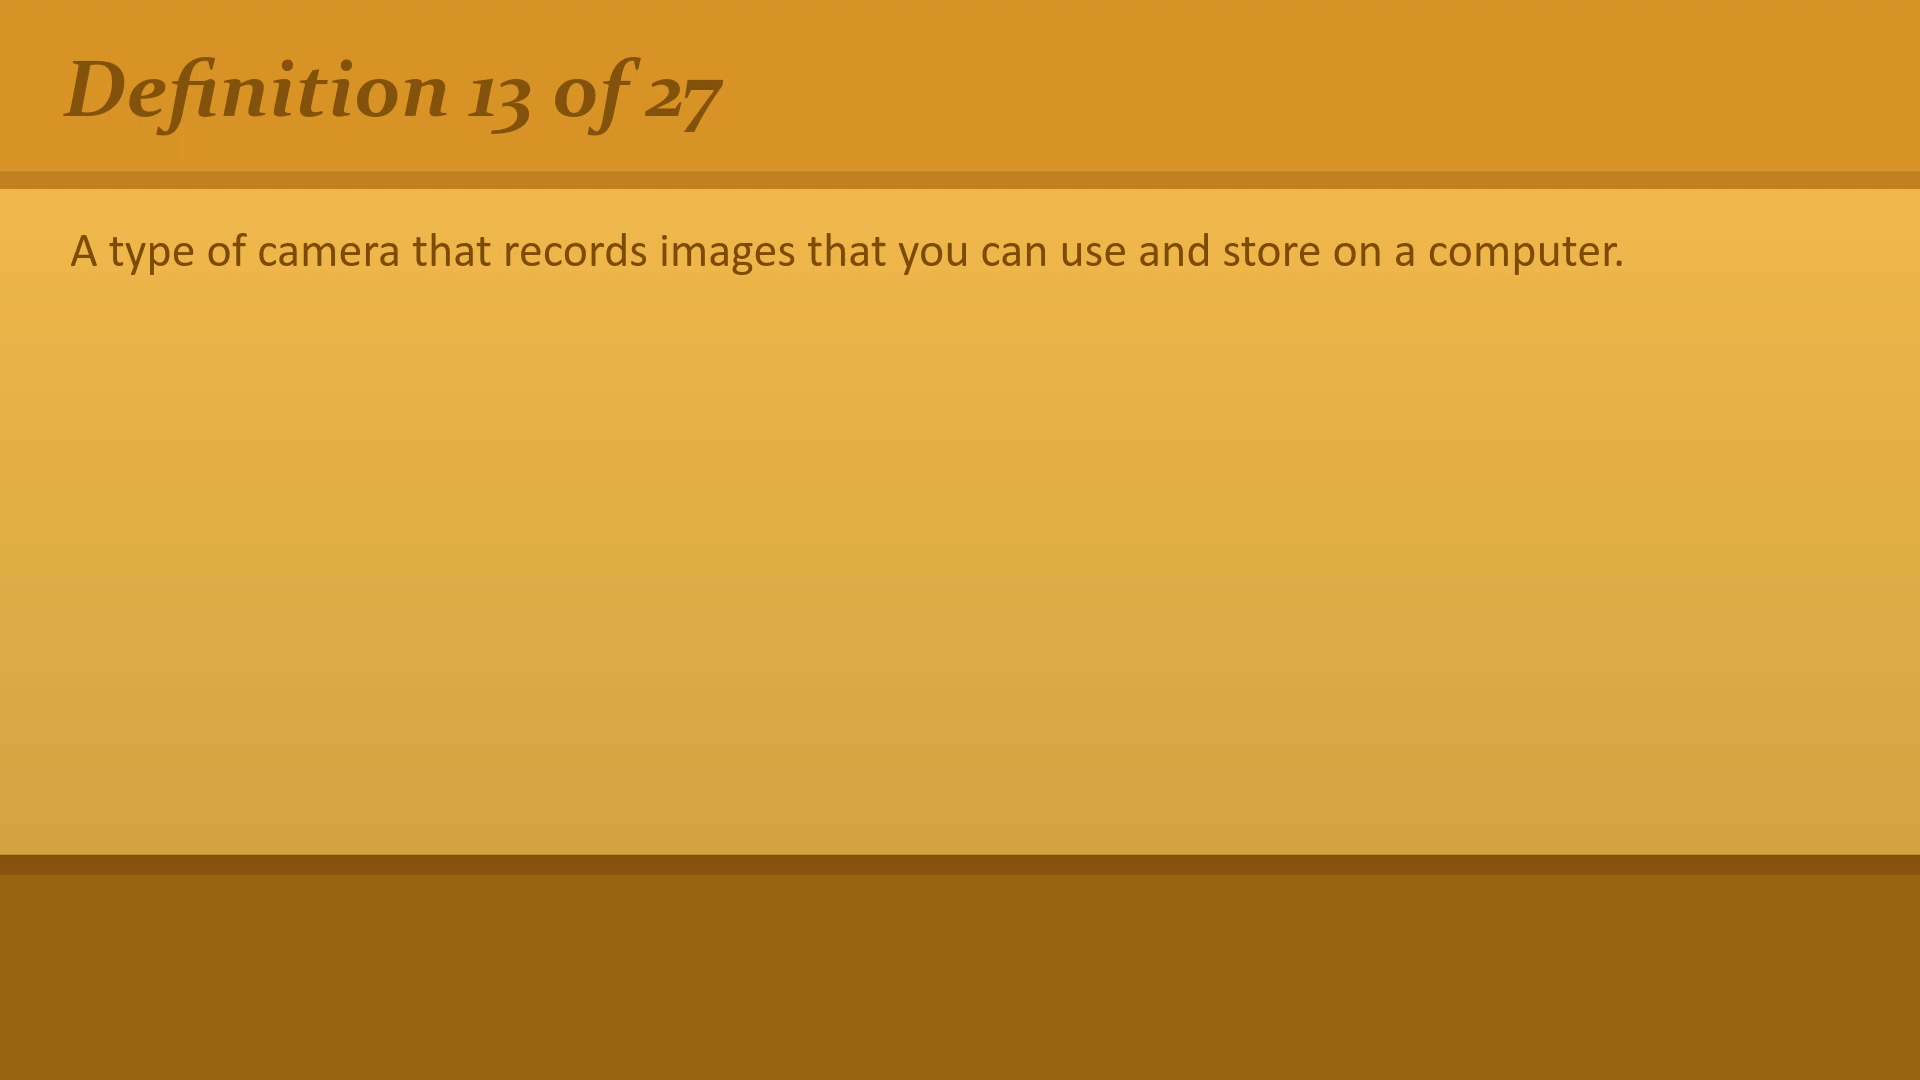 Definition 13 of 27
A type of camera that records images that you can use and store on a computer.